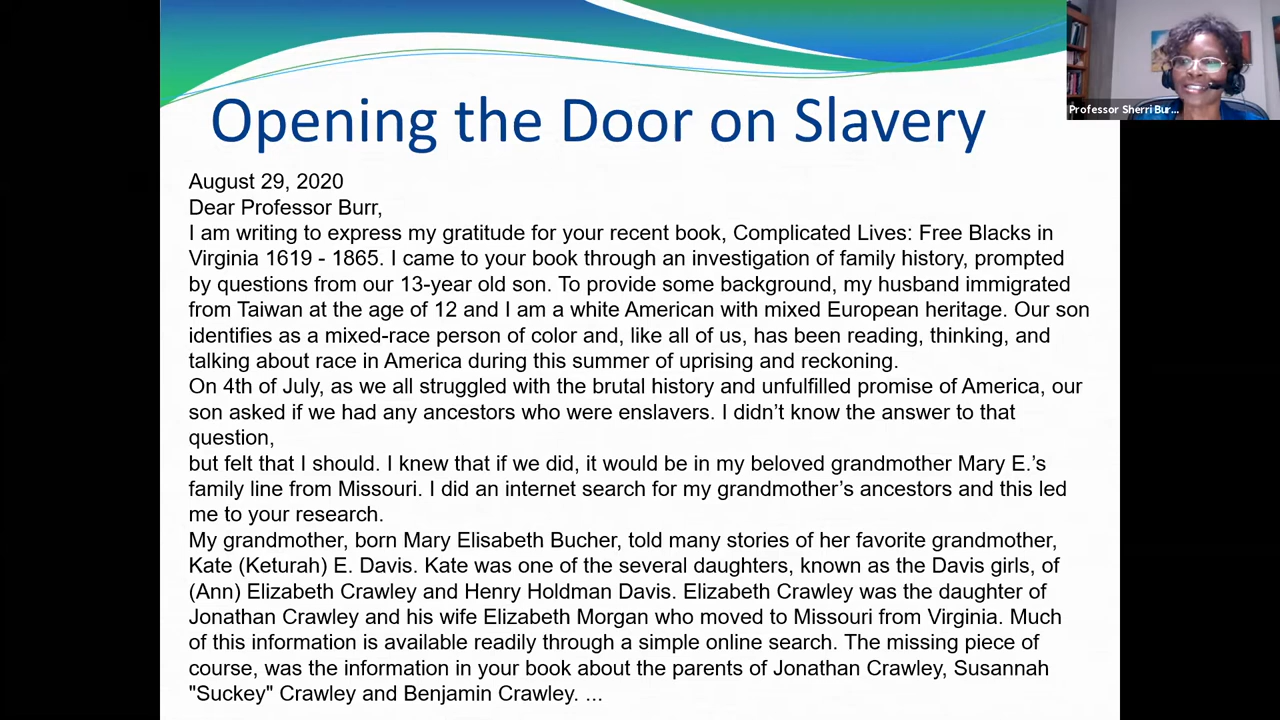 Opening the Door on Slavery
Professor Sherri Bur...
August 29, 2020
Dear Professor Burr,
I am writing to express my gratitude for your recent book, Complicated Lives: Free Blacks in
Virginia 1619 - 1865. I came to your book through an investigation of family history, prompted
by questions from our 13-year old son. To provide some background, my husband immigrated
from Taiwan at the age of 12 and I am a white American with mixed European heritage. Our son
identifies as a mixed-race person of color and, like all of us, has been reading, thinking, and
talking about race in America during this summer of uprising and reckoning.
On 4th of July, as we all struggled with the brutal history and unfulfilled promise of America, our
son asked if we had any ancestors who were enslavers. I didn’t know the answer to that
question,
but felt that I should. I knew that if we did, it would be in my beloved grandmother Mary E.’s
family line from Missouri. I did an internet search for my grandmother’s ancestors and this led
me to your research.
My grandmother, born Mary Elisabeth Bucher, told many stories of her favorite grandmother,
Kate (Keturah) E. Davis. Kate was one of the several daughters, known as the Davis girls, of
(Ann) Elizabeth Crawley and Henry Holdman Davis. Elizabeth Crawley was the daughter of
Jonathan Crawley and his wife Elizabeth Morgan who moved to Missouri from Virginia. Much
of this information is available readily through a simple online search. The missing piece of
course, was the information in your book about the parents of Jonathan Crawley, Susannah
"Suckey" Crawley and Benjamin Crawley. ...